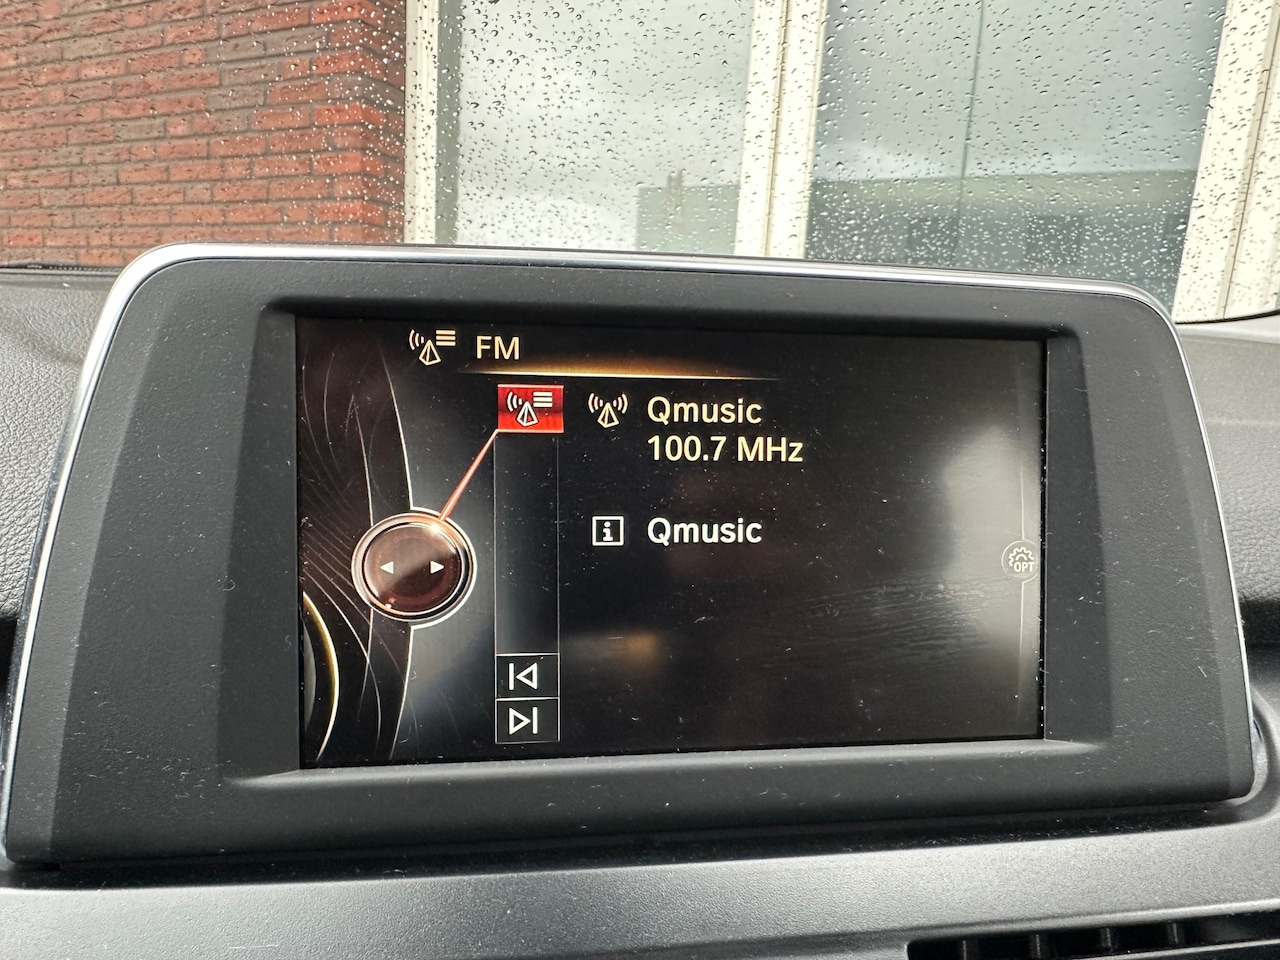 FM
Qmusic
100.7 MHz
i Qmusic
OPT